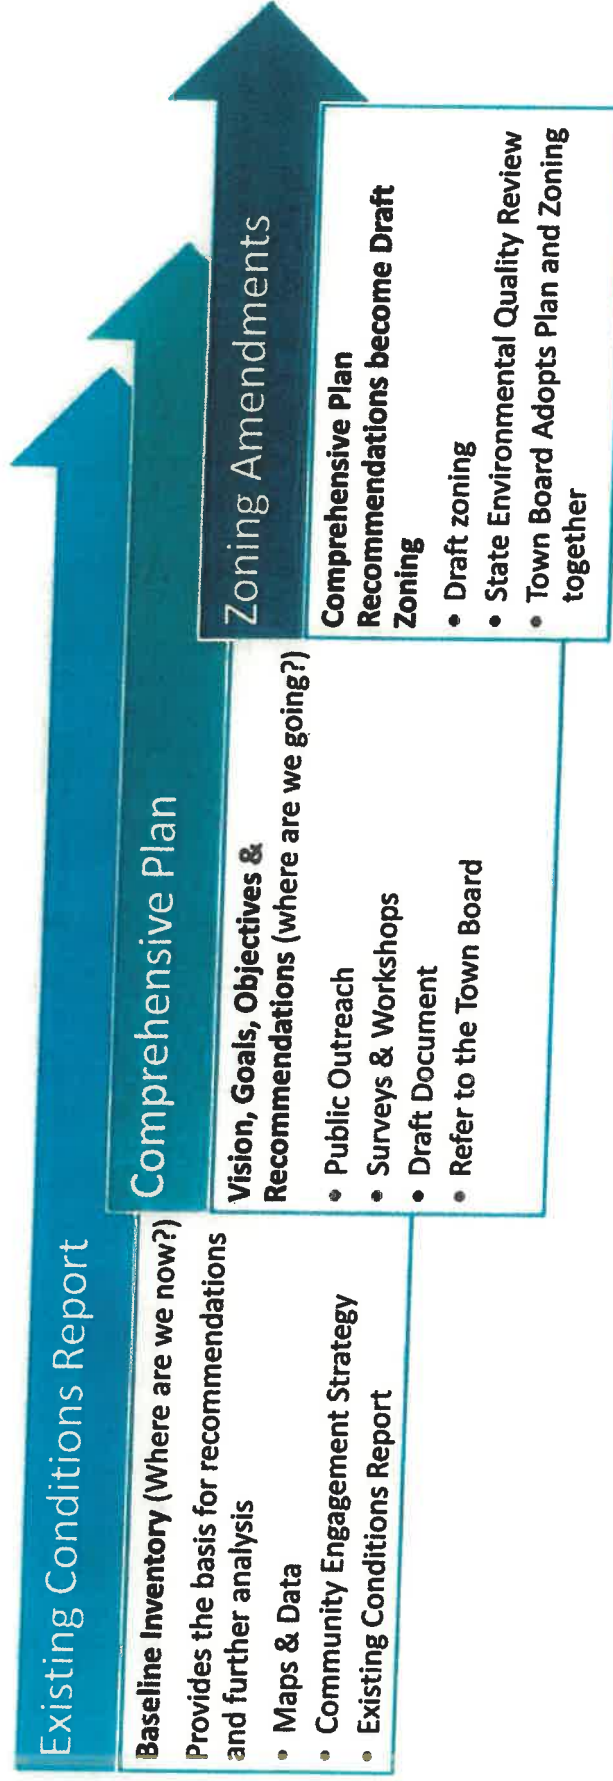 Existing Conditions Report
Baseline Inventory (Where are we now?)
Provides the basis for recommendations
and further analysis
• Maps & Data
• Community Engagement Strategy
• Existing Conditions Report
Comprehensive Plan
Vision, Goals, Objectives &
Recommendations (where are we going?)
• Public Outreach
• Surveys & Workshops
• Draft Document
• Refer to the Town Board
Zoning Amendments
Comprehensive Plan
Recommendations become Draft
Zoning
• Draft zoning
• State Environmental Quality Review
• Town Board Adopts Plan and Zoning
together